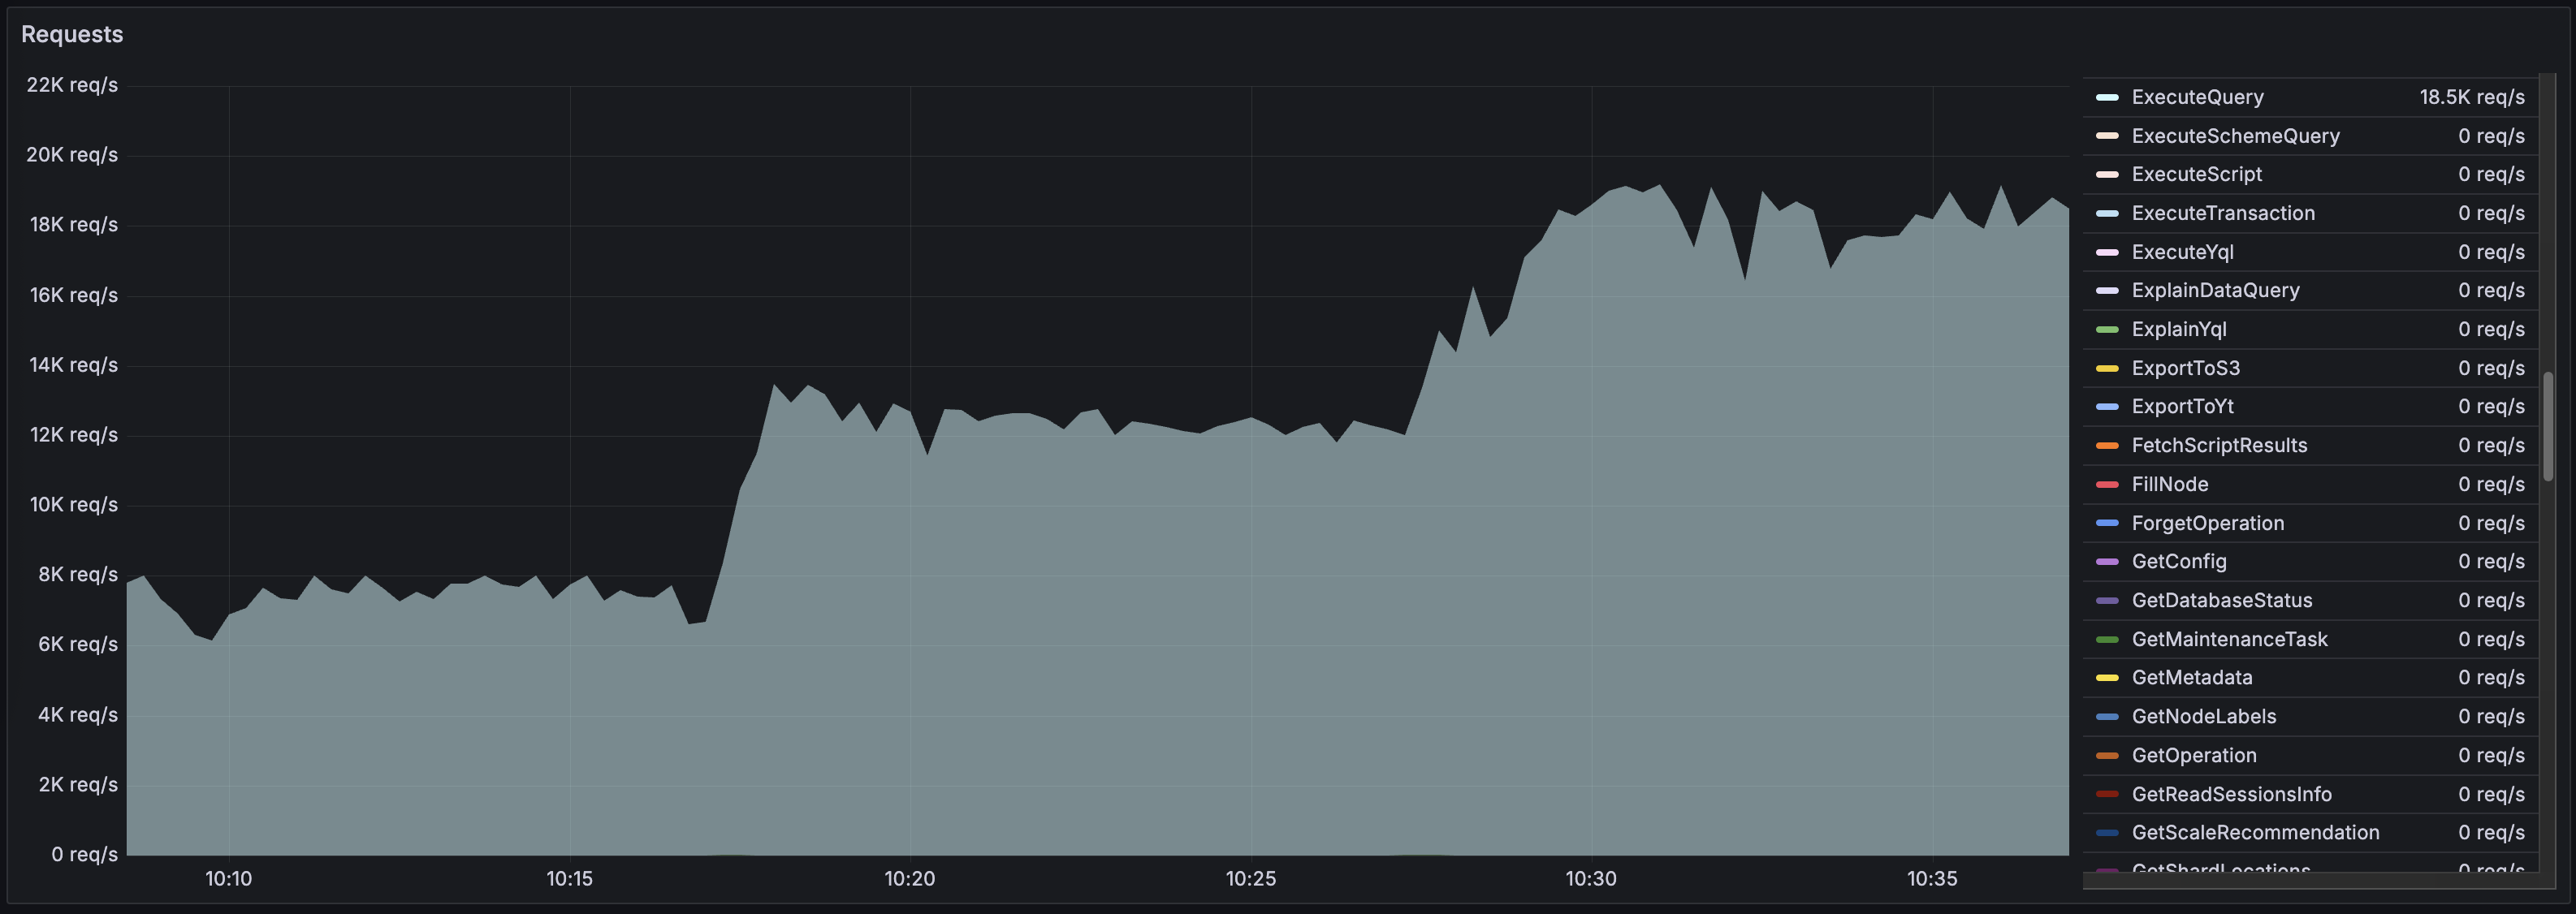 Requests
22K req/s
20K req/s
18K req/s
16K req/s
14K req/s
12K req/s
10K req/s
8K req/s
6K req/s
4K req/s
2K req/s
0 req/s
10:10 10:15 10:20 10:25 10:30 10:35
ExecuteQuery 18.5K req/s
ExecuteSchemeQuery 0 req/s
ExecuteScript 0 req/s
ExecuteTransaction 0 req/s
ExecuteYql 0 req/s
ExplainDataQuery 0 req/s
ExplainYql 0 req/s
ExportToS3 0 req/s
ExportToYt 0 req/s
FetchScriptResults 0 req/s
FillNode 0 req/s
ForgetOperation 0 req/s
GetConfig 0 req/s
GetDatabaseStatus 0 req/s
GetMaintenanceTask 0 req/s
GetMetadata 0 req/s
GetNodeLabels 0 req/s
GetOperation 0 req/s
GetReadSessionsInfo 0 req/s
GetScaleRecommendation 0 req/s
GetShardLocations 0 req/s